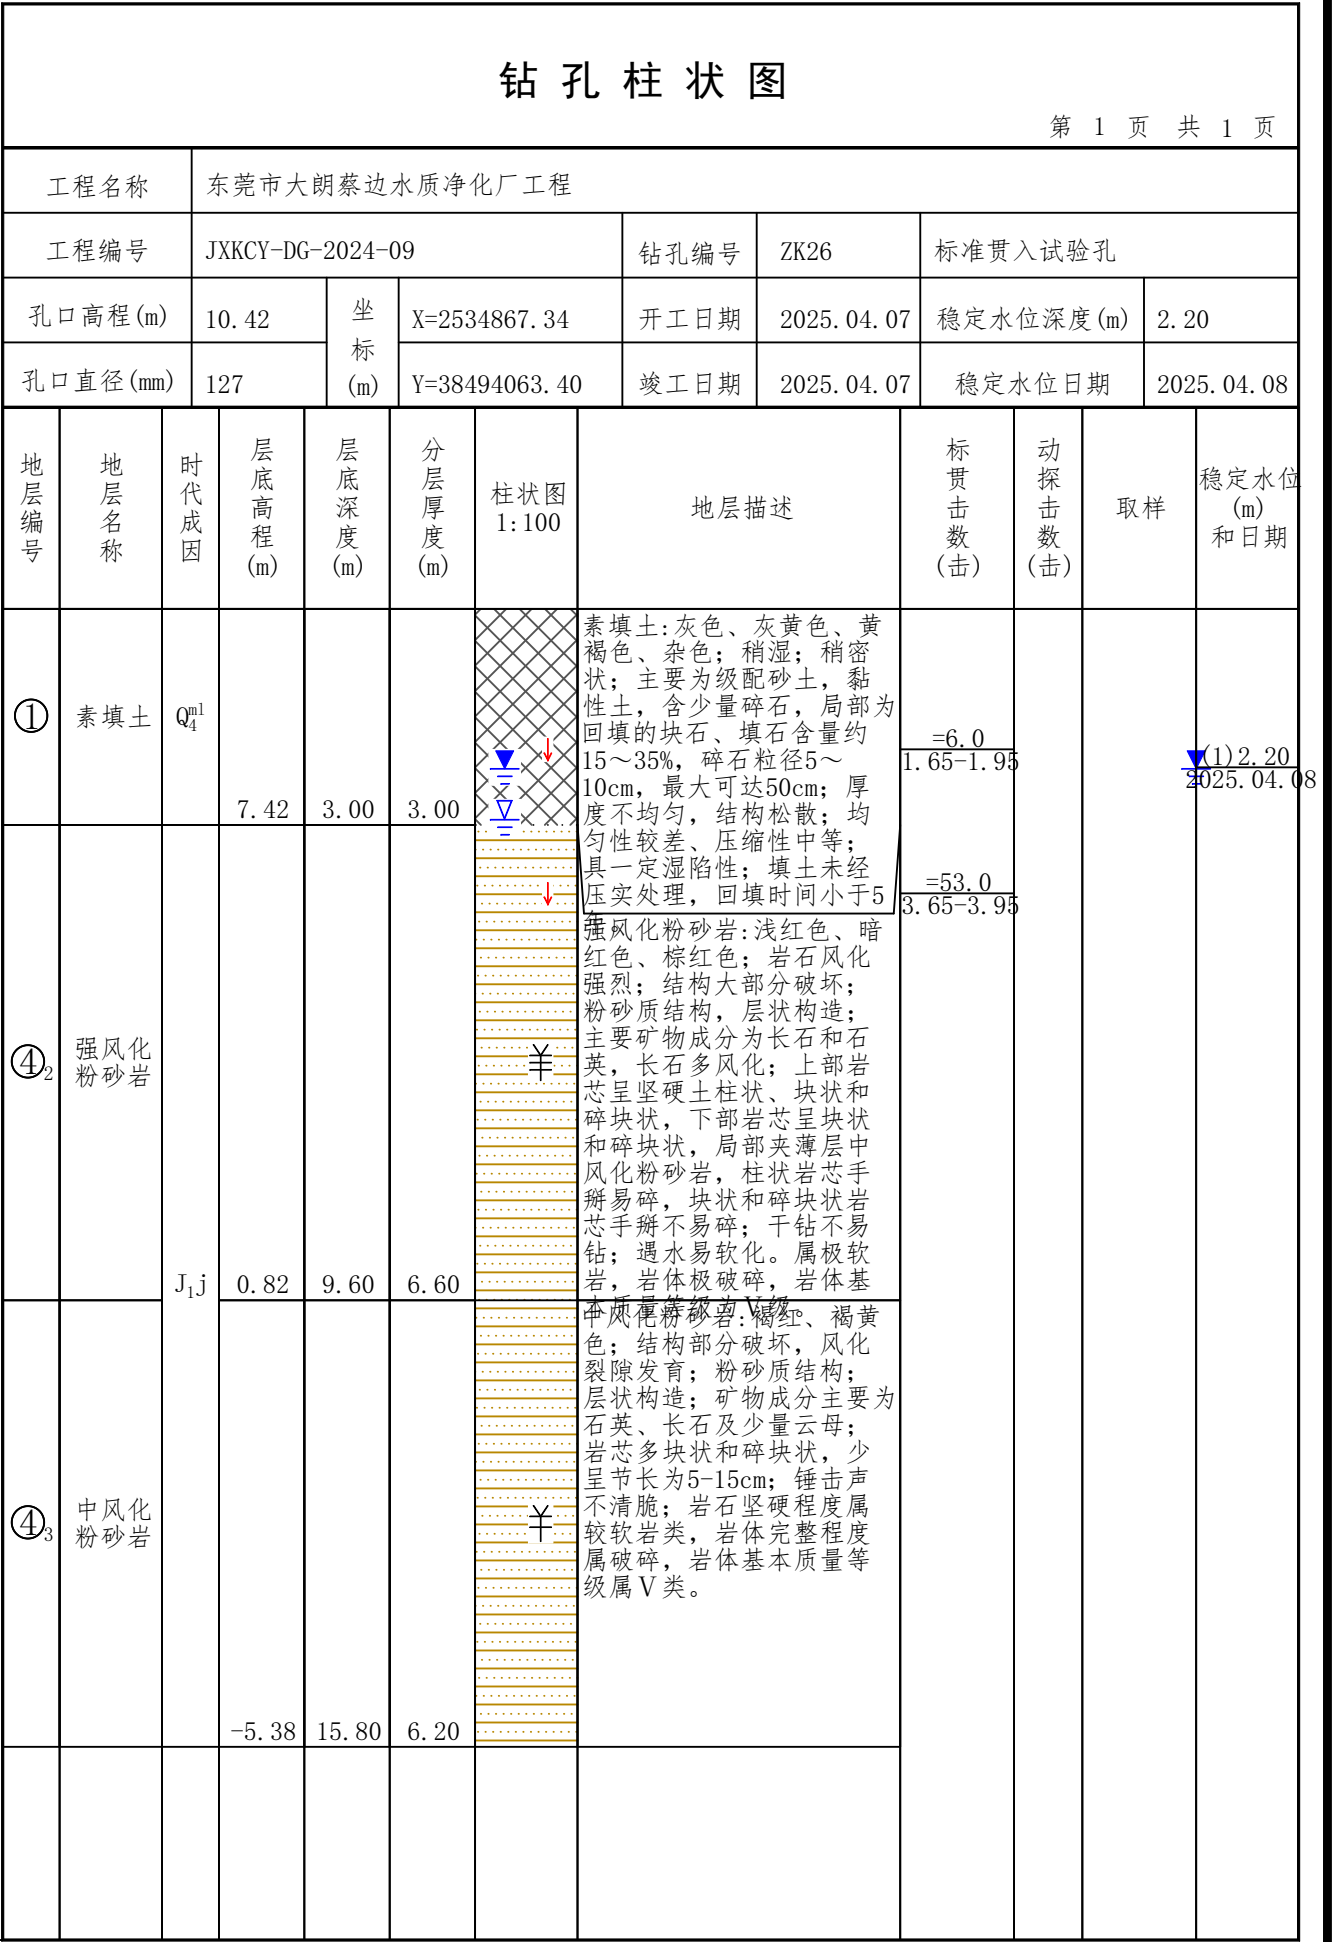 钻孔柱状图
第 1 页 共 1 页
工程名称 东莞市大朗蔡边水质净化厂工程
工程编号 JXKCY-DG-2024-09 钻孔编号 ZK26 标准贯入试验孔
孔口高程(m) 10.42 坐标(m) X=2534867.34 开工日期 2025.04.07 稳定水位深度(m) 2.20
孔口直径(mm) 127 Y=38494063.40 竣工日期 2025.04.07 稳定水位日期 2025.04.08
地层编号 地层名称 时代成因 层底高程(m) 层底深度(m) 分层厚度(m) 柱状图 1:100 地层描述 标贯击数(击) 动探击数(击) 取样 稳定水位(m)和日期
① 素填土 Q4ml 7.42 3.00 3.00
素填土:灰色、灰黄色、黄
褐色、杂色；稍湿；稍密
状；主要为级配砂土，黏
性土，含少量碎石，局部为
回填的块石、填石含量约
15～35%，碎石粒径5～
10cm，最大可达50cm；厚
度不均匀，结构松散；均
匀性较差、压缩性中等；
具一定湿陷性；填土未经
压实处理，回填时间小于5
年。
=6.0
1.65-1.95
(1)2.20
2025.04.08
=53.0
3.65-3.95
④2 强风化粉砂岩 J1j 0.82 9.60 6.60
强风化粉砂岩:浅红色、暗
红色、棕红色；岩石风化
强烈；结构大部分破坏；
粉砂质结构，层状构造；
主要矿物成分为长石和石
英，长石多风化；上部岩
芯呈坚硬土柱状、块状和
碎块状，下部岩芯呈块状
和碎块状，局部夹薄层中
风化粉砂岩，柱状岩芯手
掰易碎，块状和碎块状岩
芯手掰不易碎；干钻不易
钻；遇水易软化。属极软
岩，岩体极破碎，岩体基
本质量等级为Ⅴ级。
④3 中风化粉砂岩 -5.38 15.80 6.20
中风化粉砂岩:褐红、褐黄
色；结构部分破坏，风化
裂隙发育；粉砂质结构；
层状构造；矿物成分主要为
石英、长石及少量云母；
岩芯多块状和碎块状，少
呈节长为5-15cm；锤击声
不清脆；岩石坚硬程度属
较软岩类，岩体完整程度
属破碎，岩体基本质量等
级属Ⅴ类。